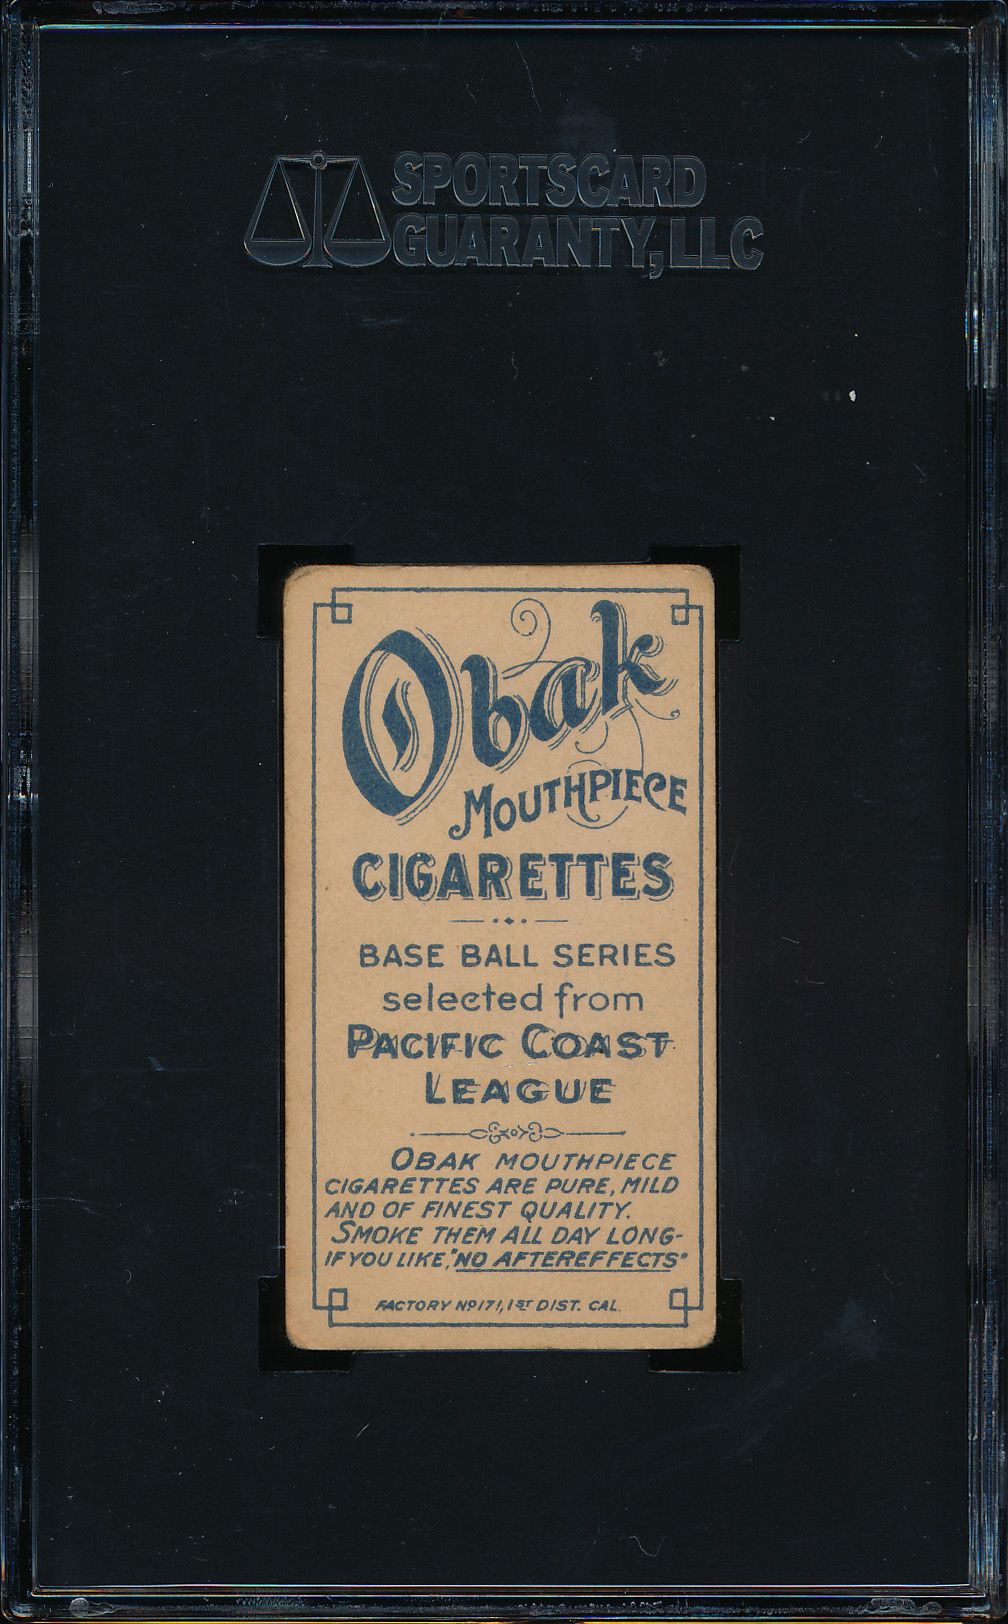 SPORTSCARD
GUARANTY, LLC
Obak
MOUTHPIECE
CIGARETTES
BASE BALL SERIES
selected from
PACIFIC COAST
LEAGUE
OBAK MOUTHPIECE
CIGARETTES ARE PURE, MILD
AND OF FINEST QUALITY.
SMOKE THEM ALL DAY LONG-
IF YOU LIKE, "NO AFTEREFFECTS"
FACTORY Nº 171, 1ST DIST. CAL.